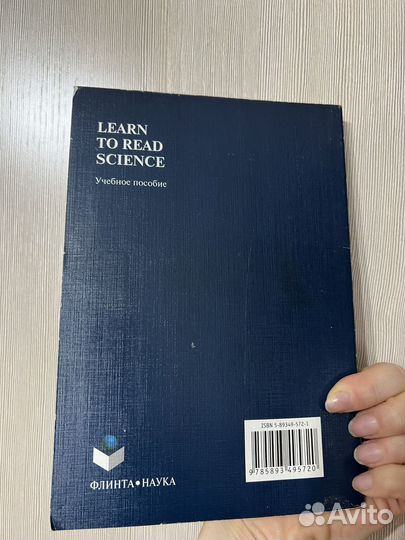 LEARN
TO READ
SCIENCE
Учебное пособие
ISBN 5-89349-572-1
9785893495720
ФЛИНТА•НАУКА
Avito